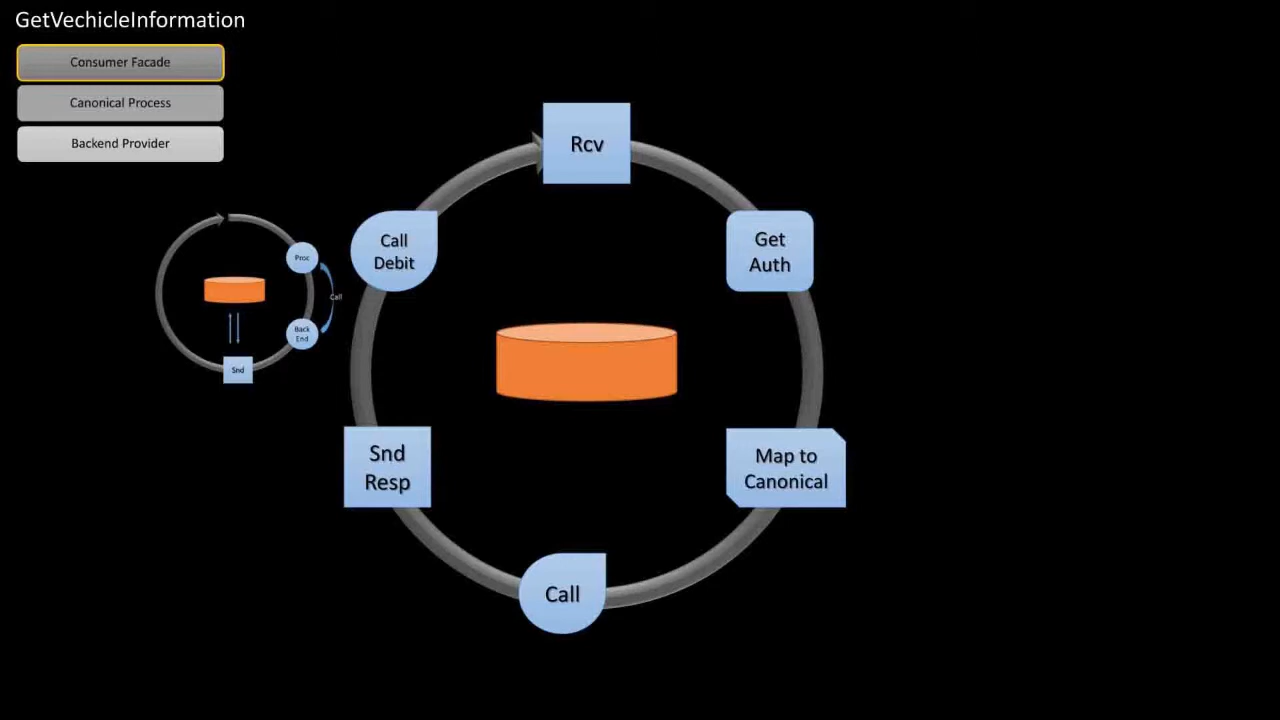 GetVechicleInformation
Consumer Facade
Canonical Process
Backend Provider
Rcv
Get
Auth
Map to
Canonical
Call
Snd
Resp
Call
Debit
Proc
Call
Back
End
Snd